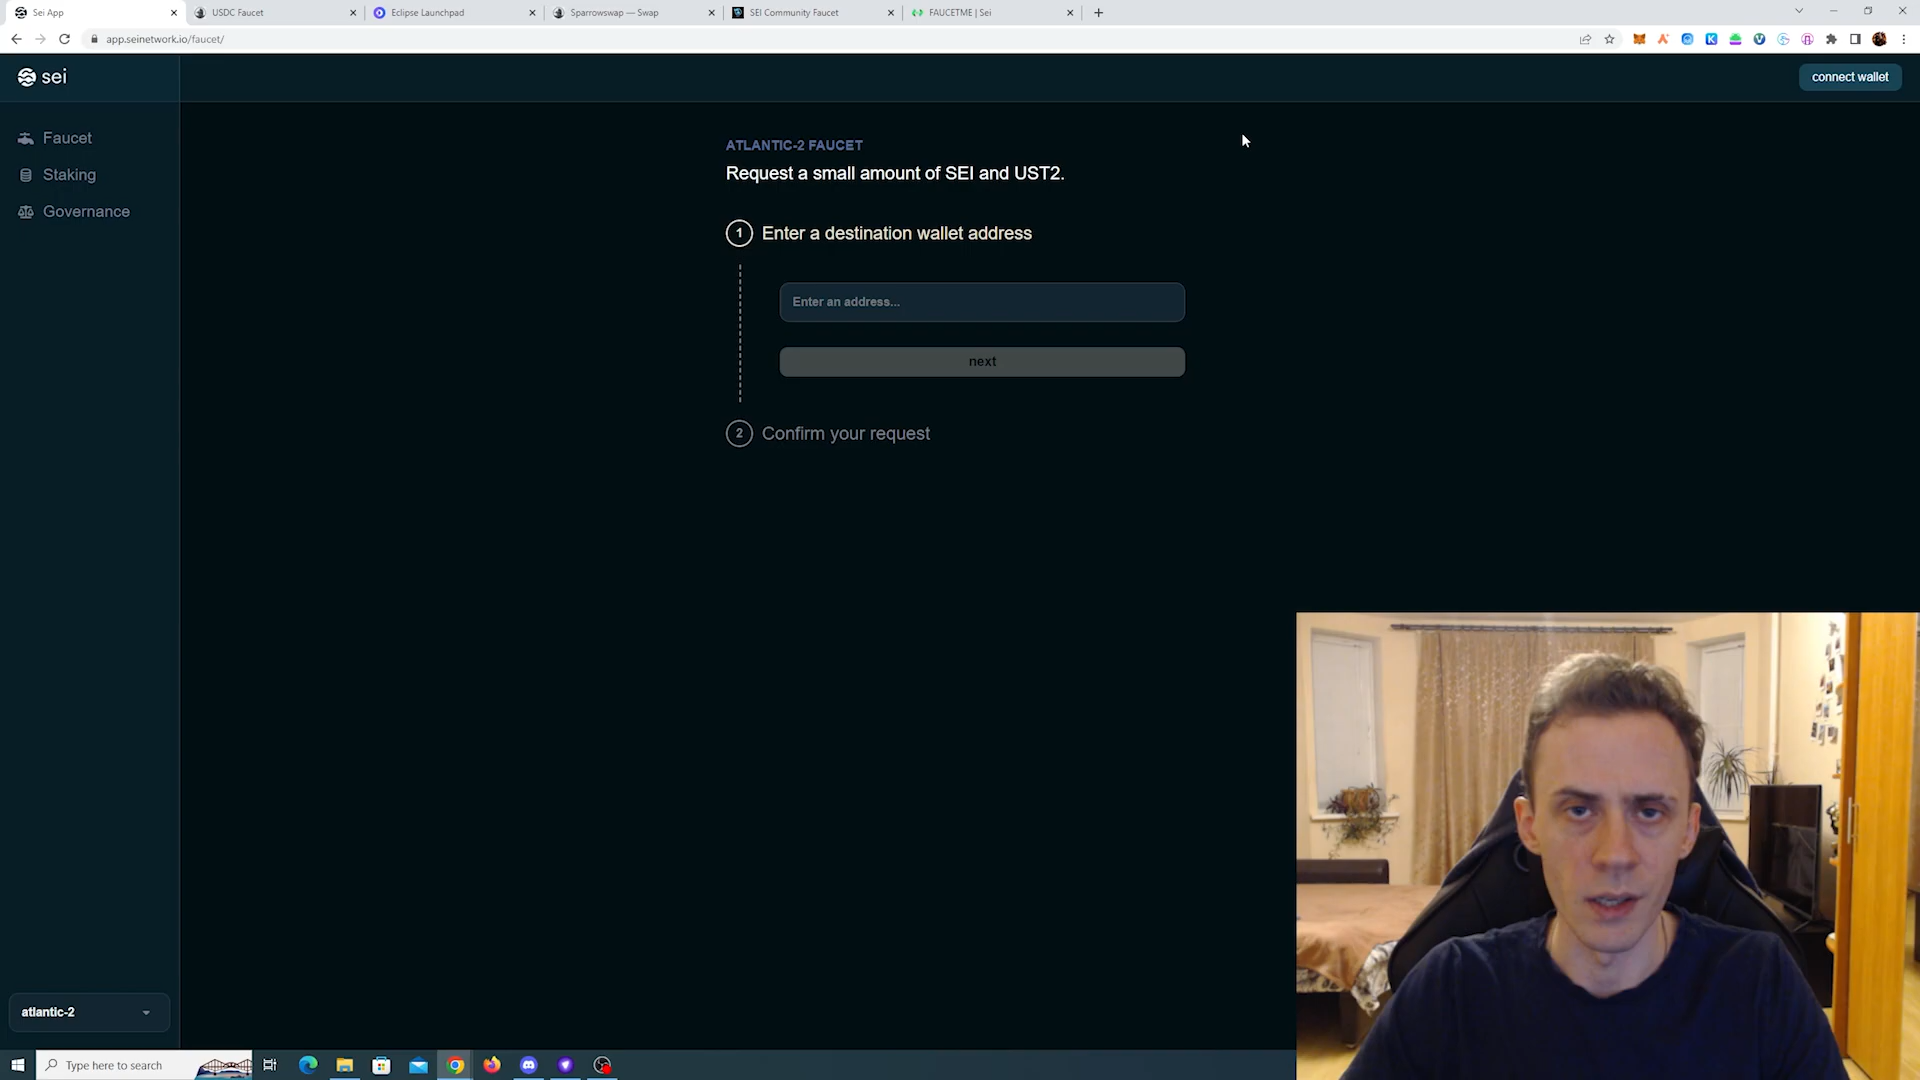 Sei App
USDC Faucet
Eclipse Launchpad
Sparrowswap — Swap
SEI Community Faucet
FAUCETME | Sei
app.seinetwork.io/faucet/
sei
connect wallet
Faucet
Staking
Governance
ATLANTIC-2 FAUCET
Request a small amount of SEI and UST2.
1 Enter a destination wallet address
Enter an address...
next
2 Confirm your request
atlantic-2
Type here to search